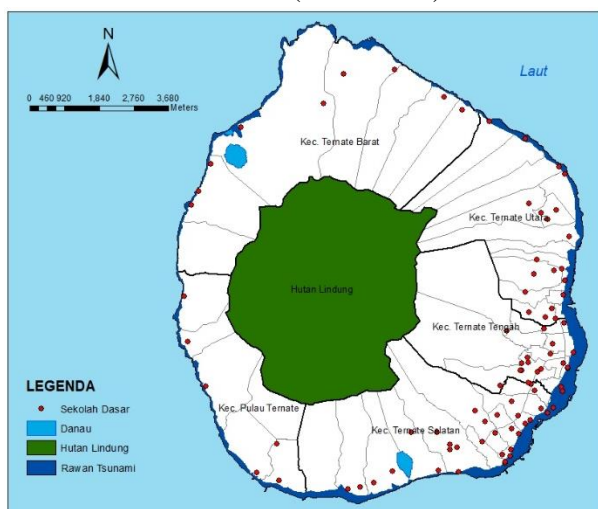 N
0 460 920 1,840 2,760 3,680
Meters
Laut
Kec. Ternate Barat
Kec. Ternate Utara
Hutan Lindung
Kec. Ternate Tengah
Kec. Pulau Ternate
Kec. Ternate Selatan
LEGENDA
Sekolah Dasar
Danau
Hutan Lindung
Rawan Tsunami